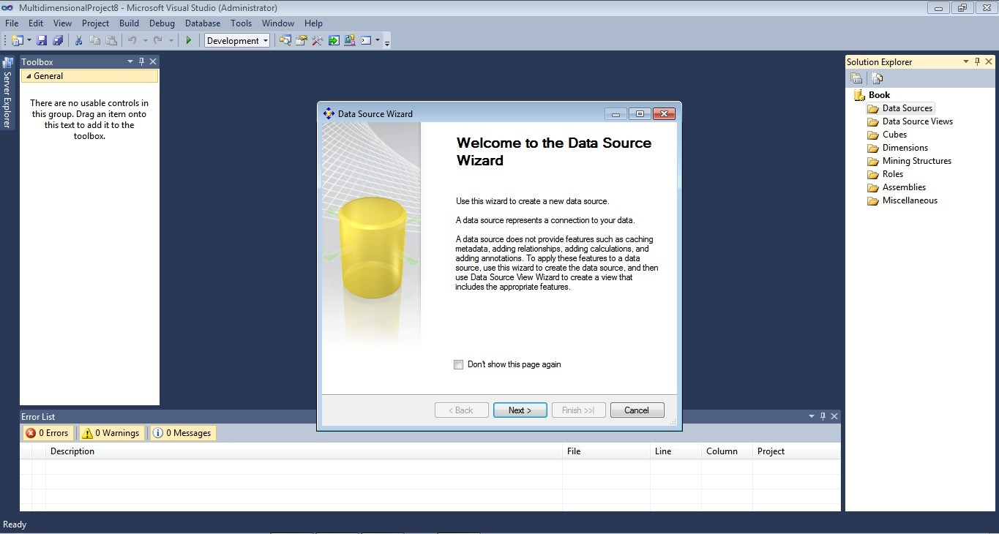 MultidimensionalProject8 - Microsoft Visual Studio (Administrator)
File Edit View Project Build Debug Database Tools Window Help
Development
Server Explorer
Toolbox
General
There are no usable controls in
this group. Drag an item onto
this text to add it to the
toolbox.
Data Source Wizard
Welcome to the Data Source
Wizard
Use this wizard to create a new data source.
A data source represents a connection to your data.
A data source does not provide features such as caching
metadata, adding relationships, adding calculations, and
adding annotations. To apply these features to a data
source, use this wizard to create the data source, and then
use Data Source View Wizard to create a view that
includes the appropriate features.
Don't show this page again
< Back Next > Finish >>| Cancel
Solution Explorer
Book
Data Sources
Data Source Views
Cubes
Dimensions
Mining Structures
Roles
Assemblies
Miscellaneous
Error List
0 Errors 0 Warnings 0 Messages
Description File Line Column Project
Ready